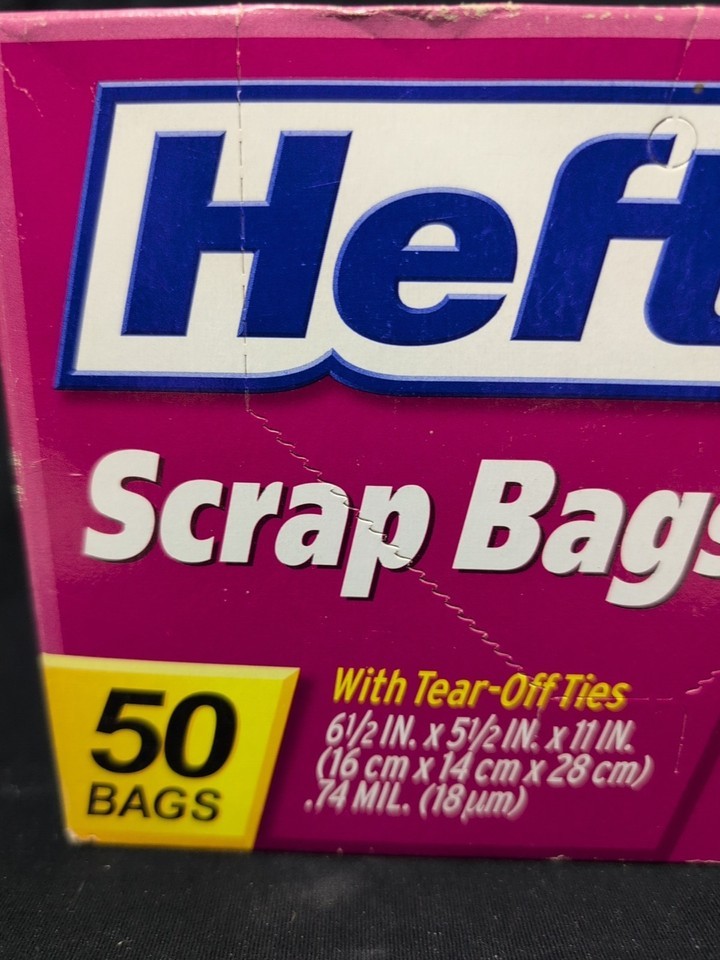 Heft
Scrap Bags
50
BAGS
With Tear-Off Ties
6½ IN. x 5½ IN. x 11 IN.
(16 cm x 14 cm x 28 cm)
.74 MIL. (18 µm)